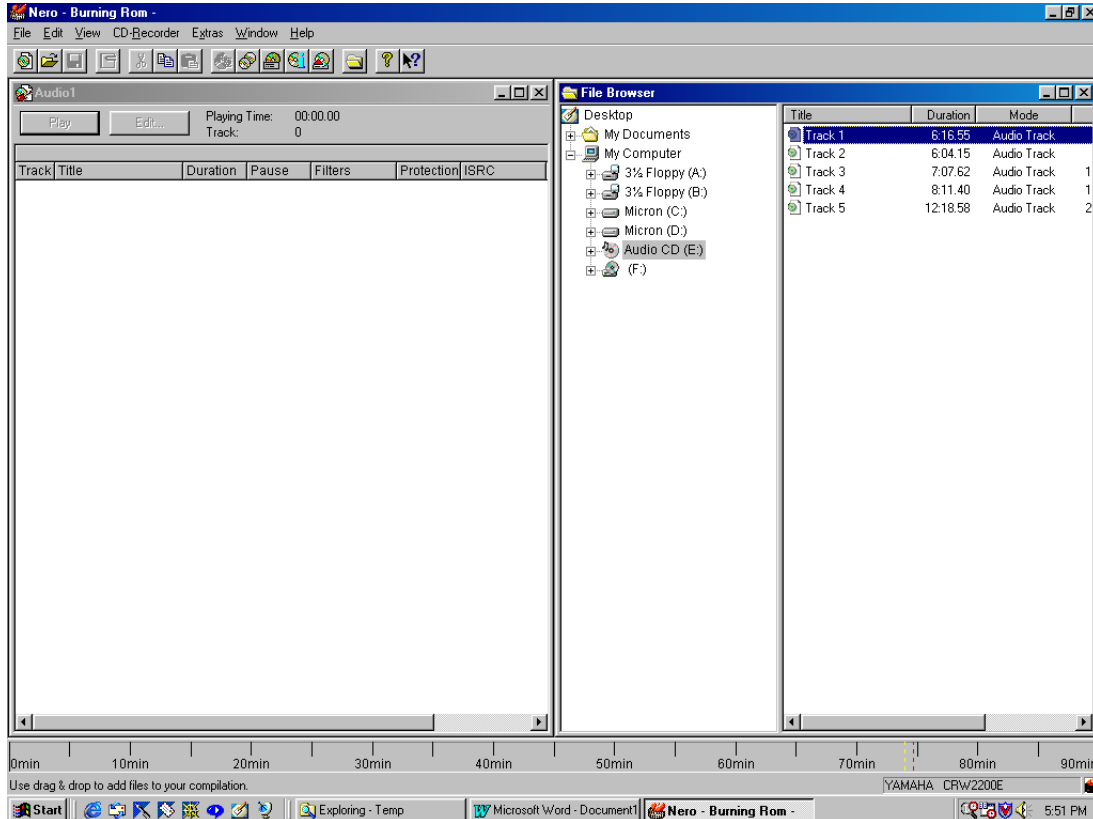 Nero - Burning Rom -
File Edit View CD-Recorder Extras Window Help
Audio1
Play Edit... Playing Time: 00:00.00
Track: 0
Track Title Duration Pause Filters Protection ISRC
File Browser
Desktop
My Documents
My Computer
3½ Floppy (A:)
3½ Floppy (B:)
Micron (C:)
Micron (D:)
Audio CD (E:)
(F:)
Title Duration Mode
Track 1 6:16.55 Audio Track
Track 2 6:04.15 Audio Track
Track 3 7:07.62 Audio Track 1
Track 4 8:11.40 Audio Track 1
Track 5 12:18.58 Audio Track 2
0min 10min 20min 30min 40min 50min 60min 70min 80min 90min
Use drag & drop to add files to your compilation. YAMAHA CRW2200E
Start Exploring - Temp Microsoft Word - Document1 Nero - Burning Rom - 5:51 PM